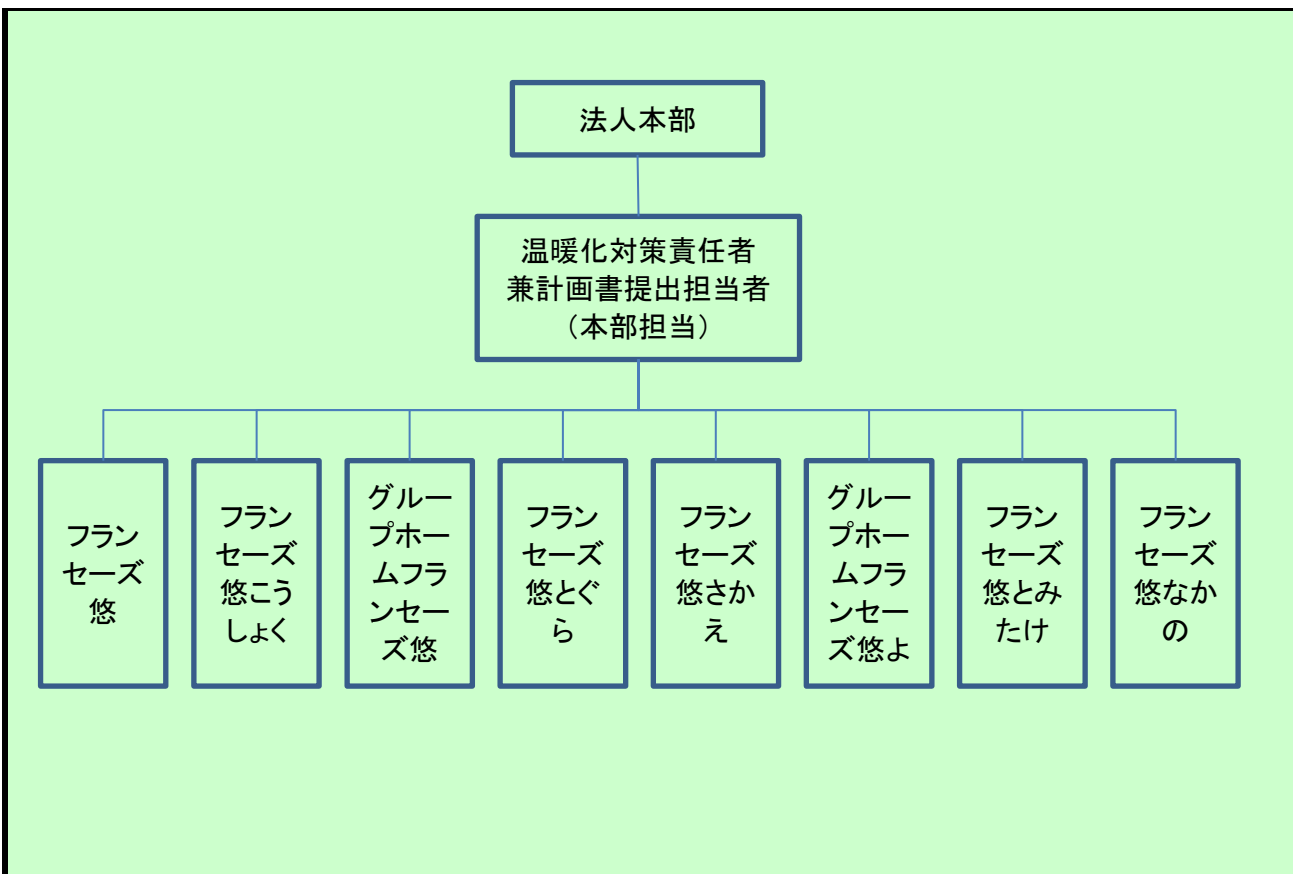 法人本部
温暖化対策責任者
兼計画書提出担当者
（本部担当）
フラン
セーズ
悠
フラン
セーズ
悠こう
しょく
グルー
プホー
ムフラ
ンセー
ズ悠
フラン
セーズ
悠とぐ
ら
フラン
セーズ
悠さか
え
グルー
プホー
ムフラ
ンセー
ズ悠よ
フラン
セーズ
悠とみ
たけ
フラン
セーズ
悠なか
の